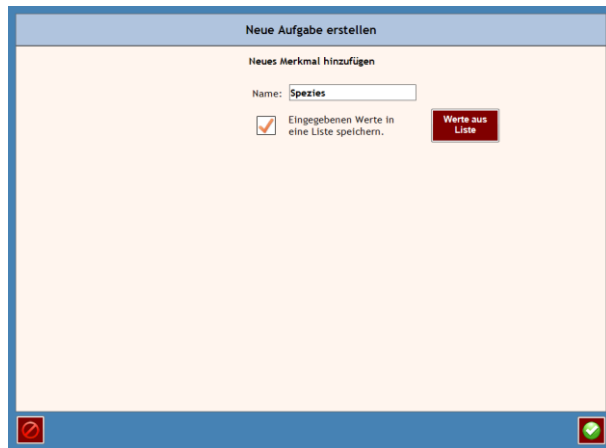 Neue Aufgabe erstellen
Neues Merkmal hinzufügen
Name: Spezies
Eingegebenen Werte in
eine Liste speichern.
Werte aus
Liste